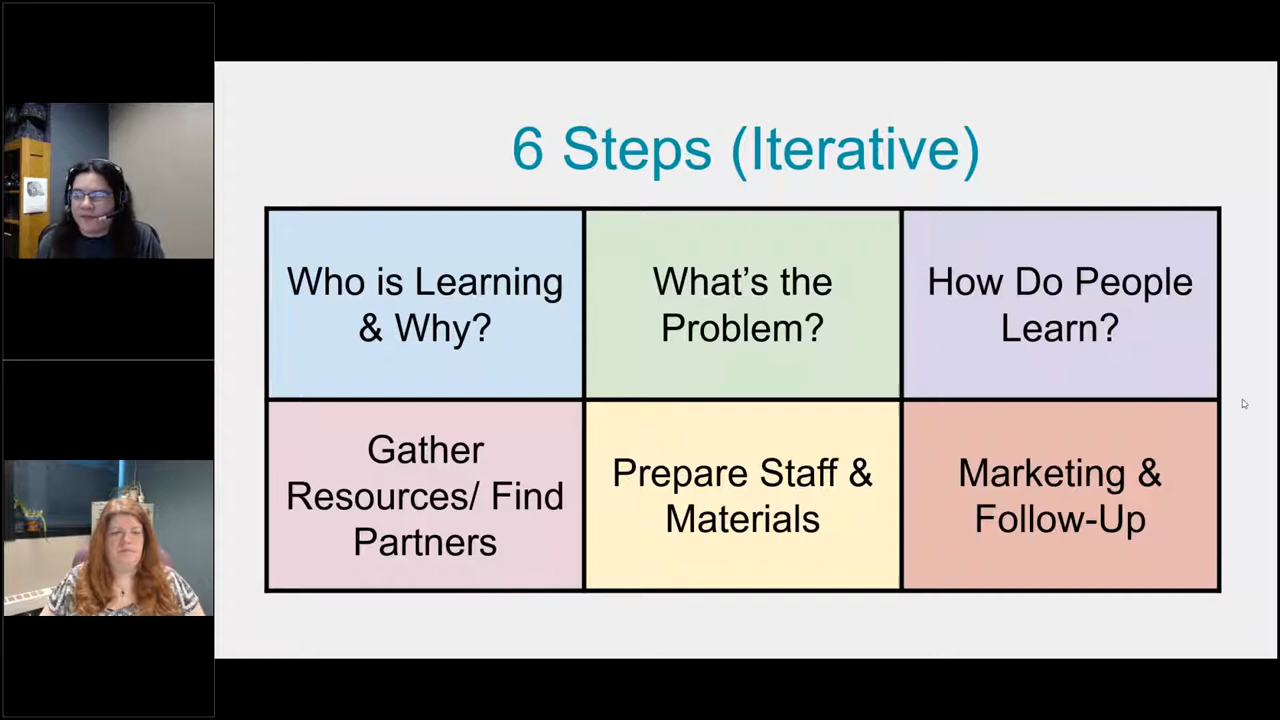 6 Steps (Iterative)
Who is Learning
& Why?
What’s the
Problem?
How Do People
Learn?
Gather
Resources/ Find
Partners
Prepare Staff &
Materials
Marketing &
Follow-Up